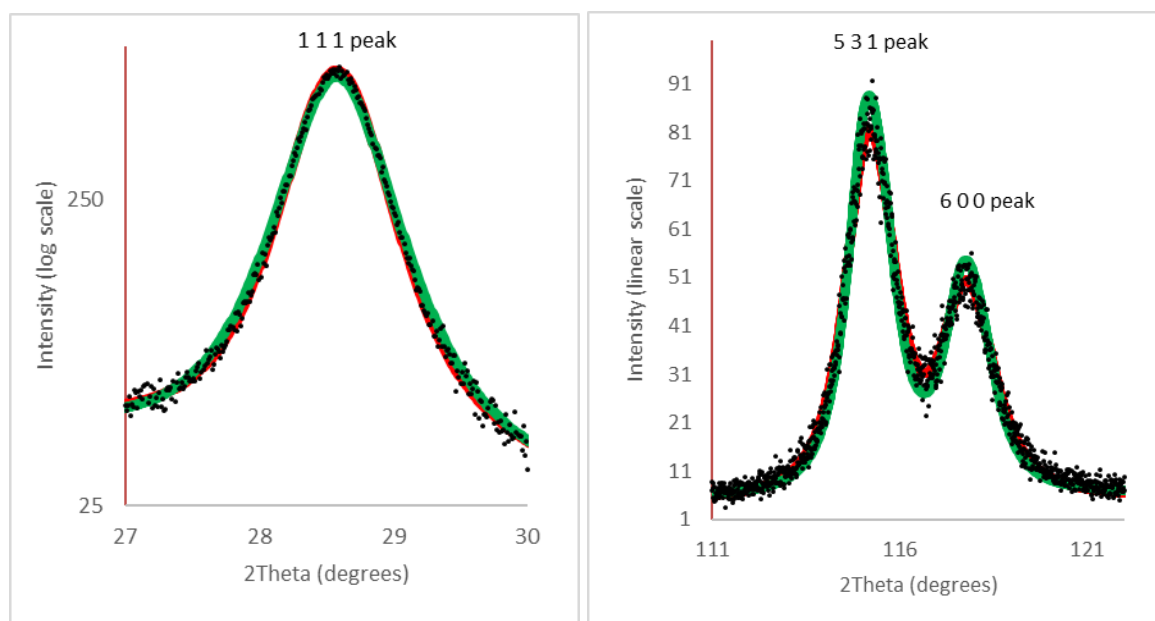 1 1 1 peak
Intensity (log scale)
250
25
27 28 29 30
2Theta (degrees)
5 3 1 peak
6 0 0 peak
Intensity (linear scale)
91
81
71
61
51
41
31
21
11
1
111 116 121
2Theta (degrees)